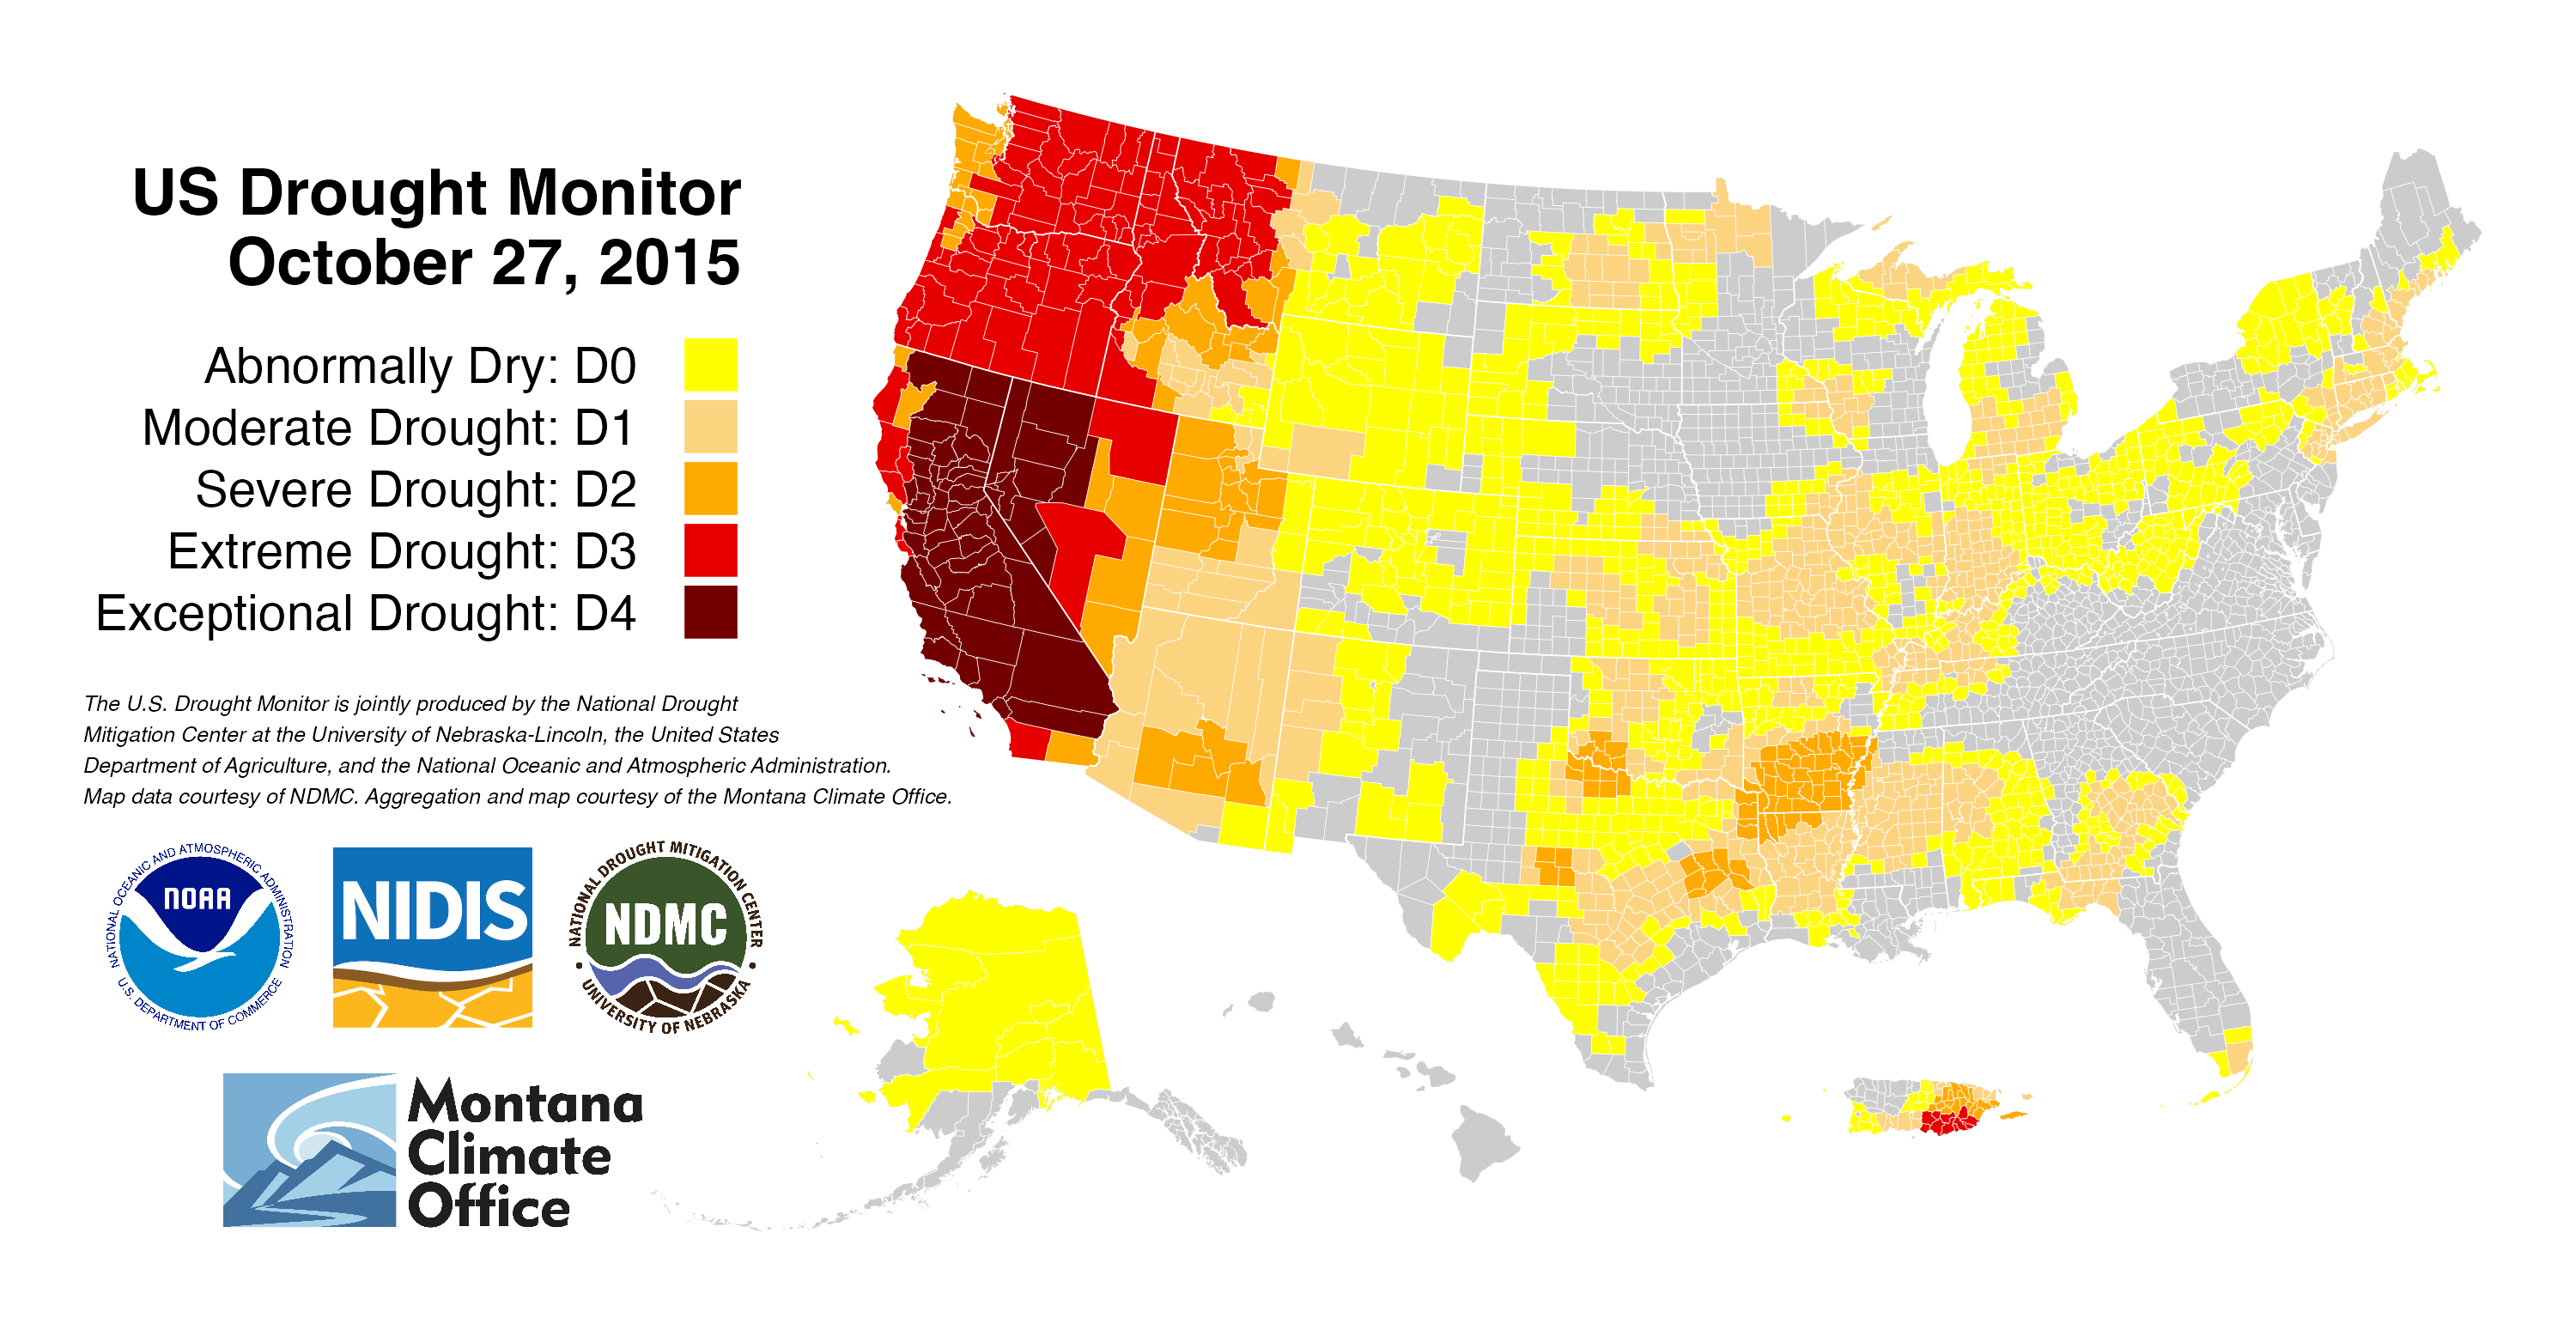 US Drought Monitor
October 27, 2015
Abnormally Dry: D0
Moderate Drought: D1
Severe Drought: D2
Extreme Drought: D3
Exceptional Drought: D4
The U.S. Drought Monitor is jointly produced by the National Drought
Mitigation Center at the University of Nebraska-Lincoln, the United States
Department of Agriculture, and the National Oceanic and Atmospheric Administration.
Map data courtesy of NDMC. Aggregation and map courtesy of the Montana Climate Office.
NATIONAL OCEANIC AND ATMOSPHERIC ADMINISTRATION
NOAA
U.S. DEPARTMENT OF COMMERCE
NIDIS
NATIONAL DROUGHT MITIGATION CENTER
NDMC
UNIVERSITY OF NEBRASKA
Montana
Climate
Office